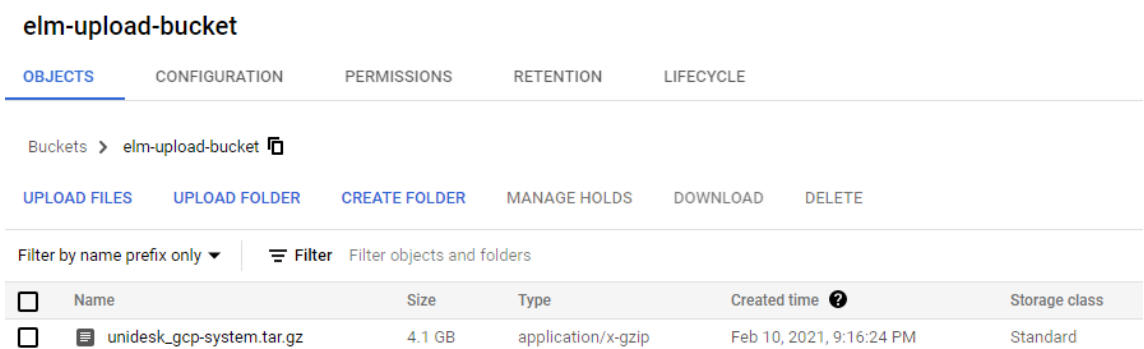 elm-upload-bucket
OBJECTS CONFIGURATION PERMISSIONS RETENTION LIFECYCLE
Buckets > elm-upload-bucket
UPLOAD FILES UPLOAD FOLDER CREATE FOLDER MANAGE HOLDS DOWNLOAD DELETE
Filter by name prefix only Filter Filter objects and folders
Name Size Type Created time ? Storage class
unidesk_gcp-system.tar.gz 4.1 GB application/x-gzip Feb 10, 2021, 9:16:24 PM Standard